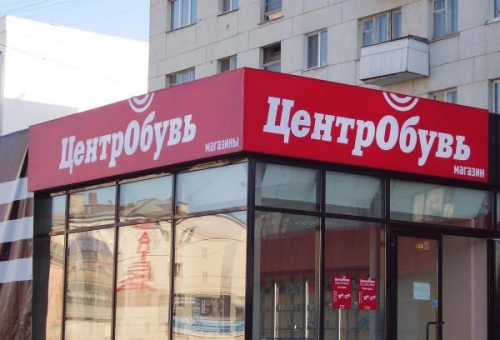 ЦентрОбувь
магазины
ЦентрОбувь
магазин